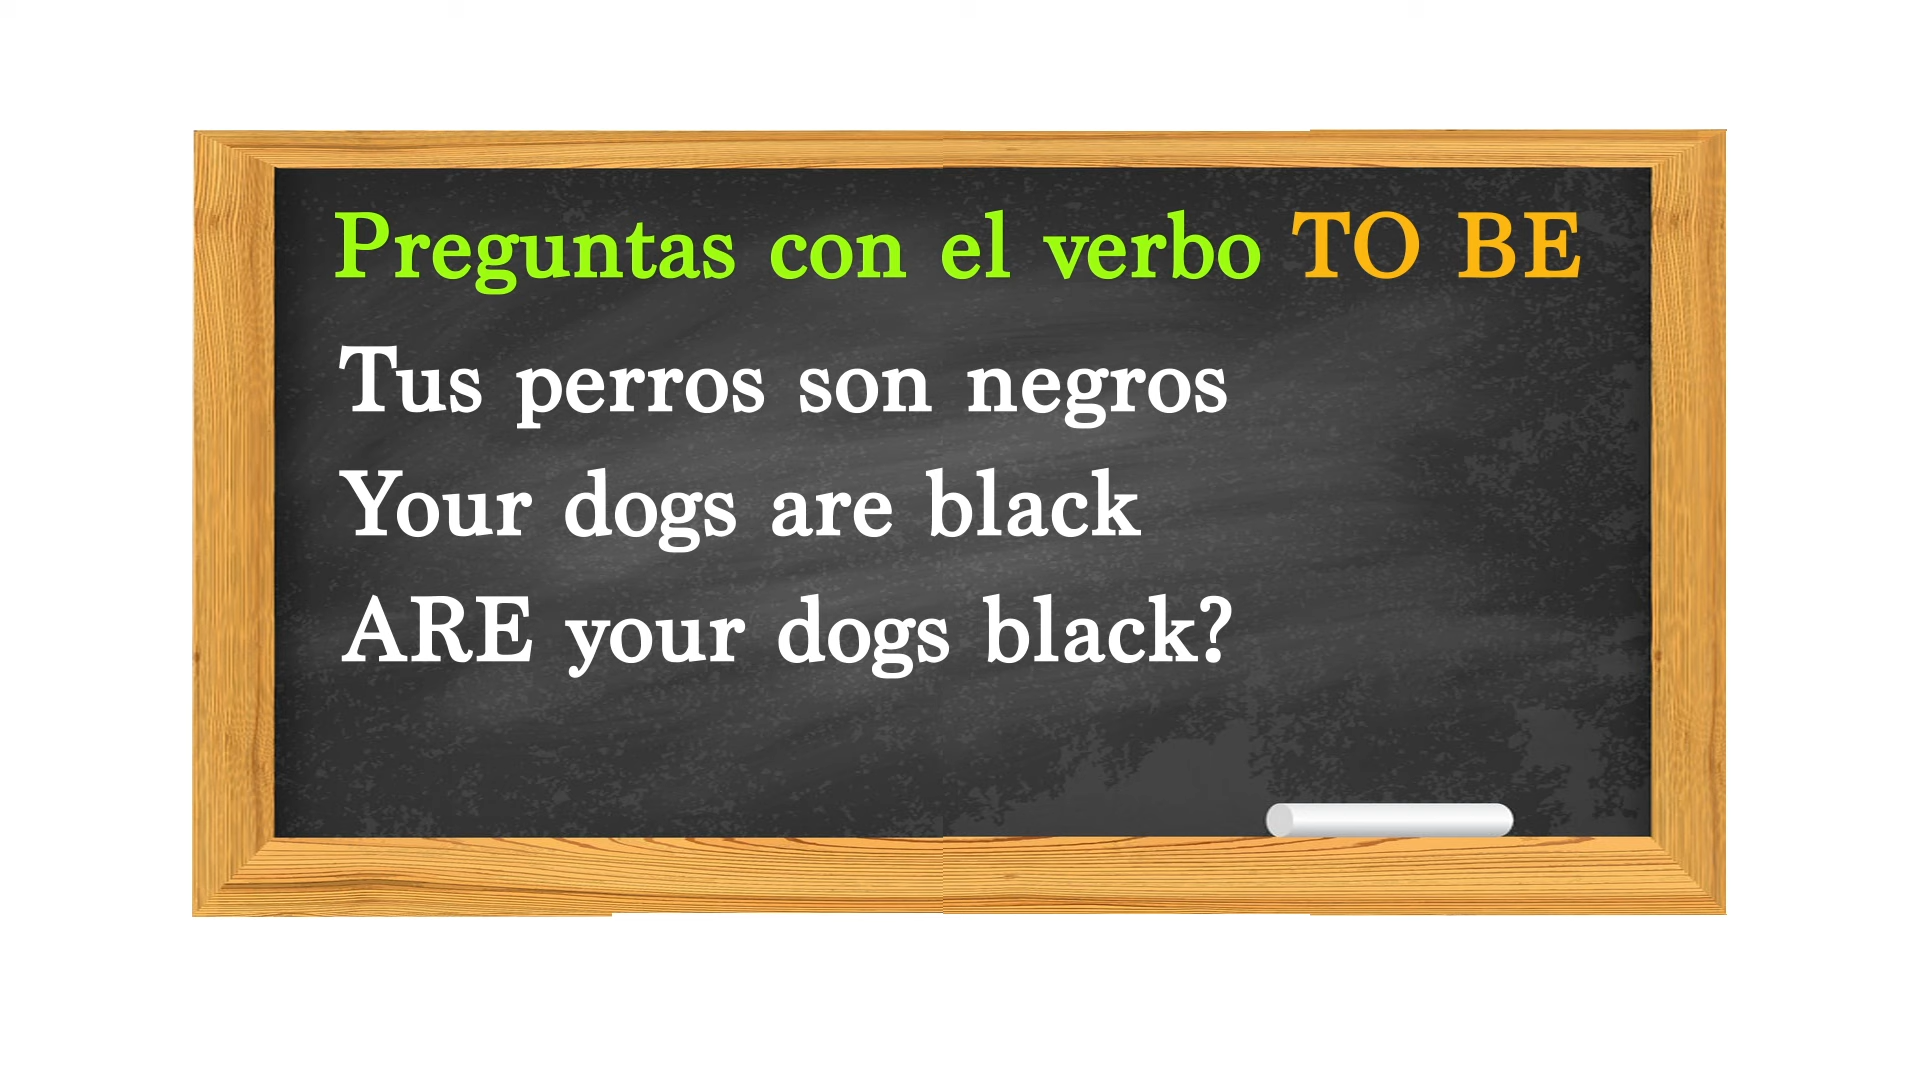 Preguntas con el verbo TO BE
Tus perros son negros
Your dogs are black
ARE your dogs black?